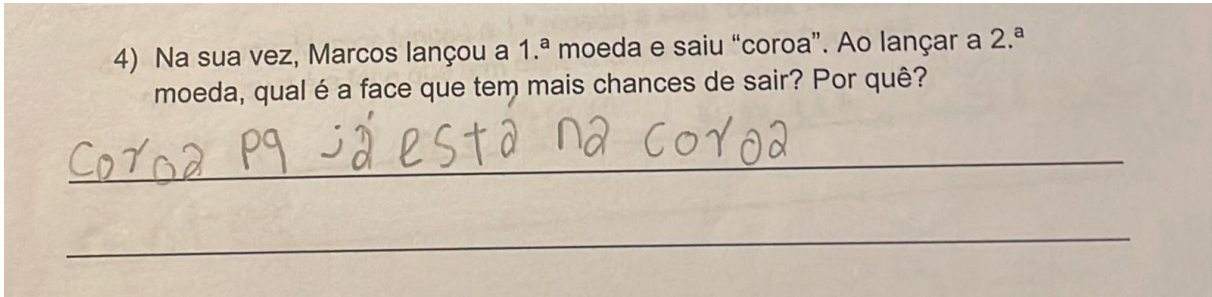 4) Na sua vez, Marcos lançou a 1.ª moeda e saiu “coroa”. Ao lançar a 2.ª
moeda, qual é a face que tem mais chances de sair? Por quê?
Coroa pq já está na coroa